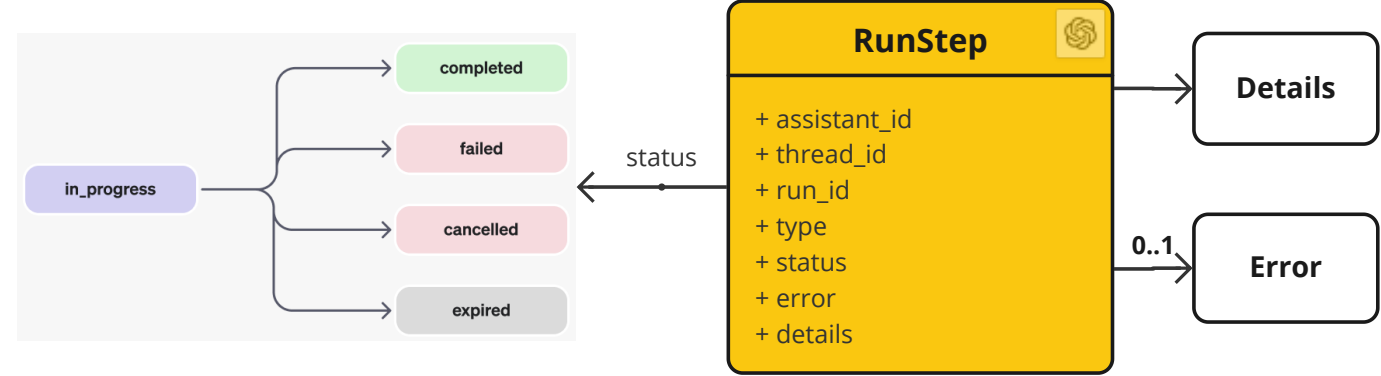 completed
failed
in_progress
cancelled
expired
status
RunStep
+ assistant_id
+ thread_id
+ run_id
+ type
+ status
+ error
+ details
Details
0..1
Error